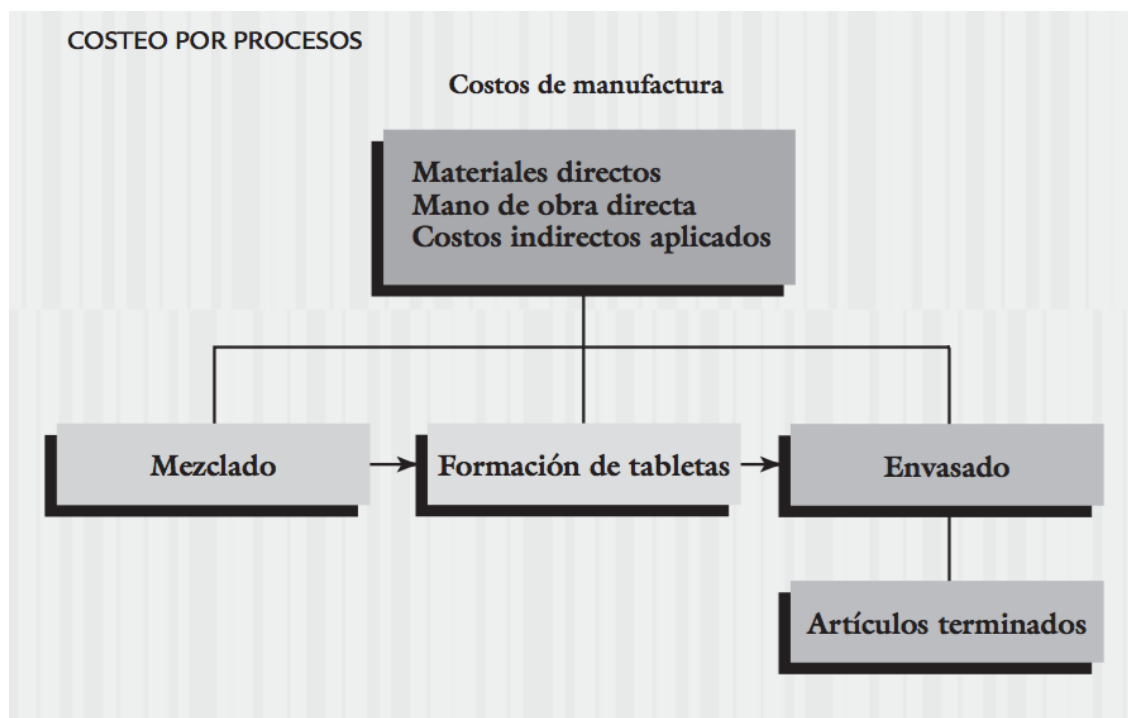 COSTEO POR PROCESOS
Costos de manufactura
Materiales directos
Mano de obra directa
Costos indirectos aplicados
Mezclado
Formación de tabletas
Envasado
Artículos terminados